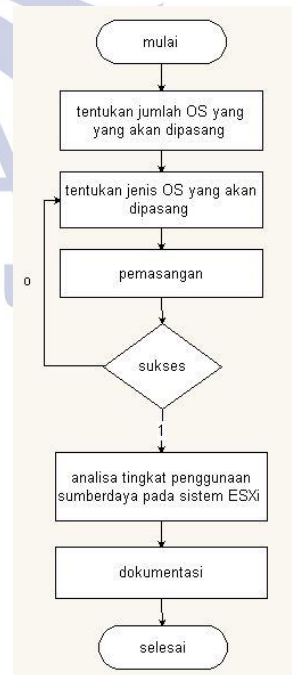 mulai
tentukan jumlah OS yang
yang akan dipasang
tentukan jenis OS yang akan
dipasang
pemasangan
0
sukses
1
analisa tingkat penggunaan
sumberdaya pada sistem ESXi
dokumentasi
selesai